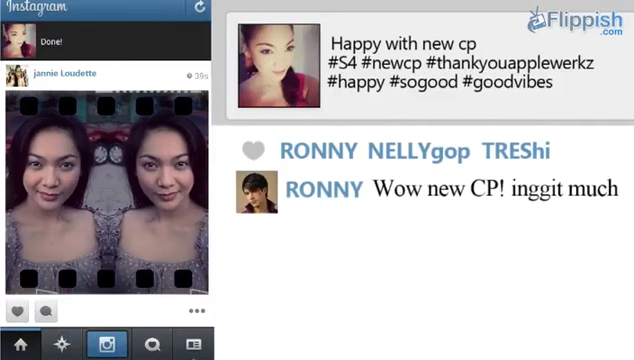 Instagram
Done!
jannie Loudette
39s
Flippish
.com
Happy with new cp
#S4 #newcp #thankyouapplewerkz
#happy #sogood #goodvibes
RONNY NELLYgop TREShi
RONNY Wow new CP! inggit much